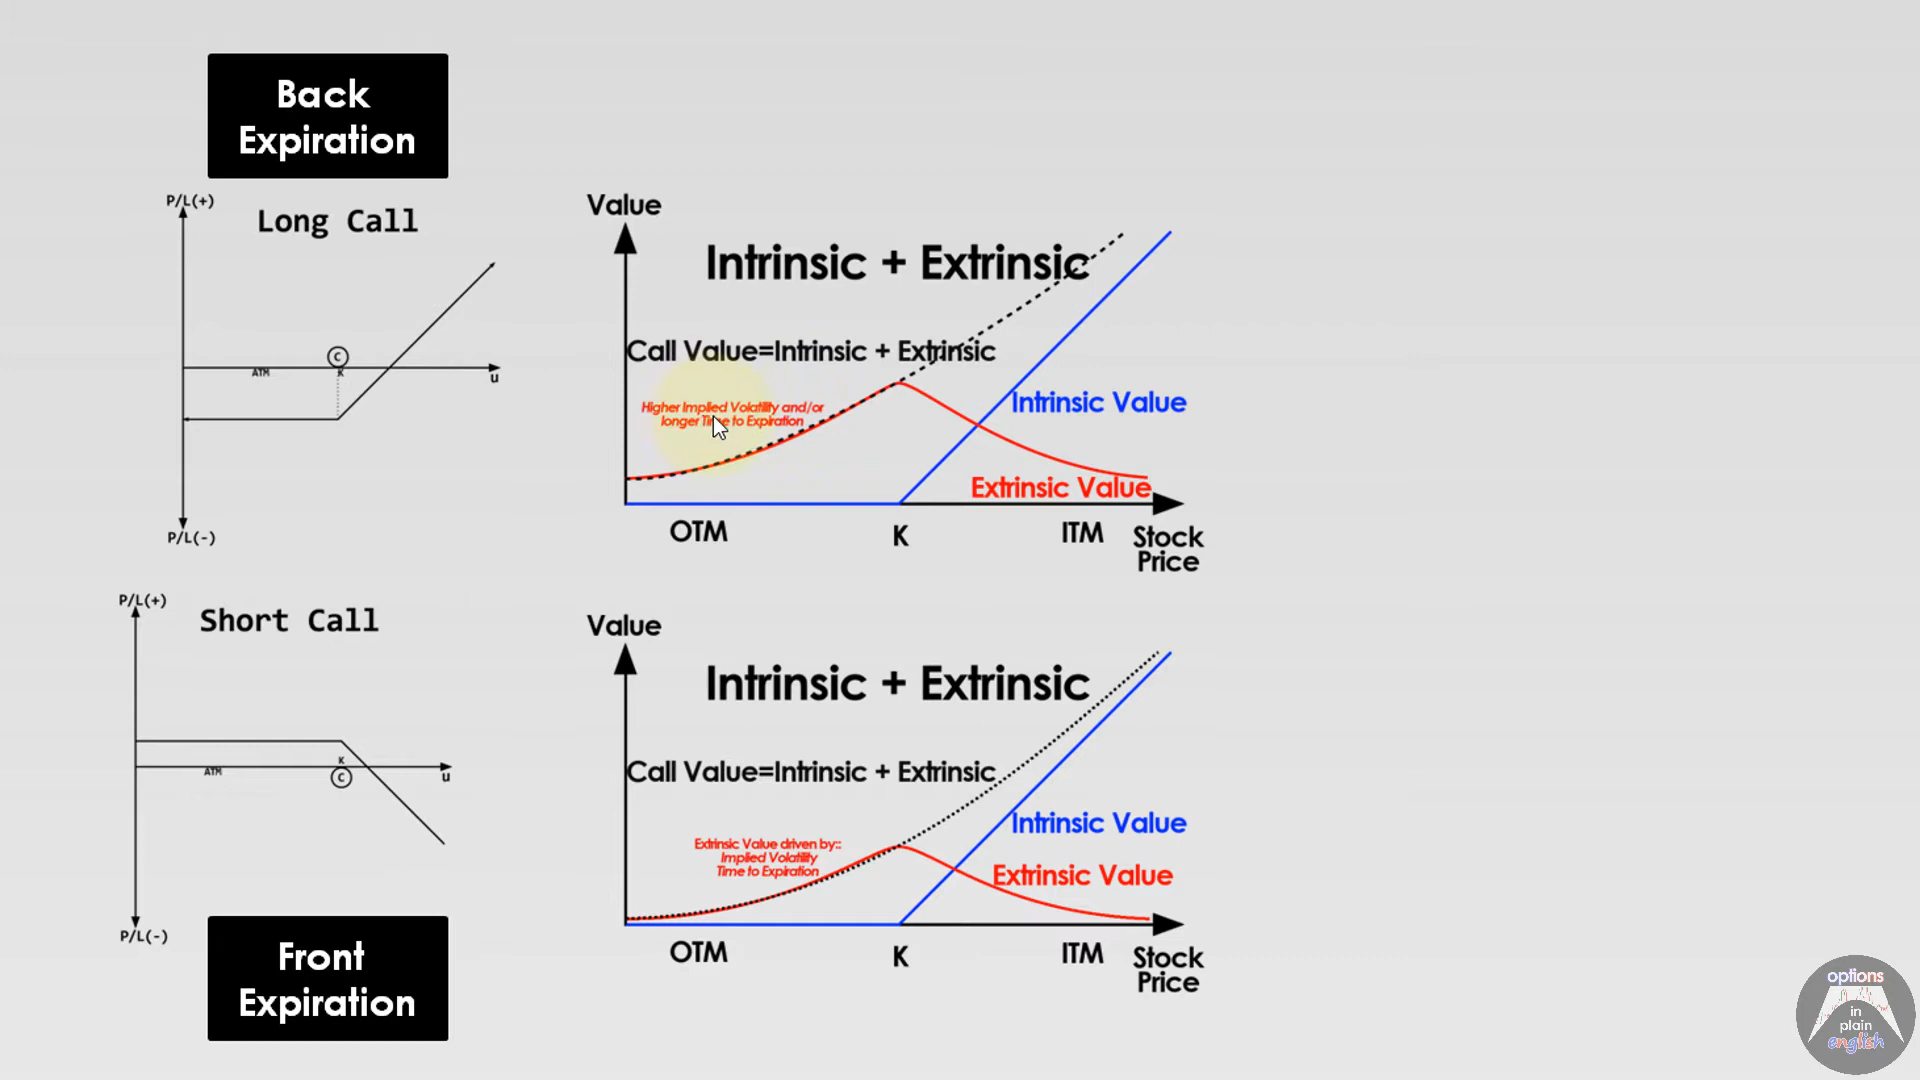 Back
Expiration
P/L(+)
Long Call
C
ATM
K
u
P/L(-)
Value
Intrinsic + Extrinsic
Call Value=Intrinsic + Extrinsic
Higher Implied Volatility and/or
longer Time to Expiration
Intrinsic Value
Extrinsic Value
OTM
K
ITM
Stock
Price
P/L(+)
Short Call
K
ATM
C
u
P/L(-)
Front
Expiration
Value
Intrinsic + Extrinsic
Call Value=Intrinsic + Extrinsic
Extrinsic Value driven by::
Implied Volatility
Time to Expiration
Intrinsic Value
Extrinsic Value
OTM
K
ITM
Stock
Price
options
in
plain
english